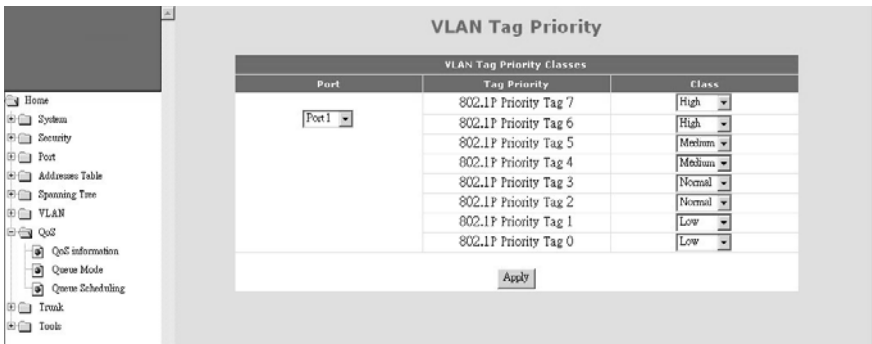 VLAN Tag Priority
VLAN Tag Priority Classes
Port Tag Priority Class
Port 1
802.1P Priority Tag 7 High
802.1P Priority Tag 6 High
802.1P Priority Tag 5 Medium
802.1P Priority Tag 4 Medium
802.1P Priority Tag 3 Normal
802.1P Priority Tag 2 Normal
802.1P Priority Tag 1 Low
802.1P Priority Tag 0 Low
Apply
Home
System
Security
Port
Addresses Table
Spanning Tree
VLAN
QoS
QoS information
Queue Mode
Queue Scheduling
Trunk
Tools